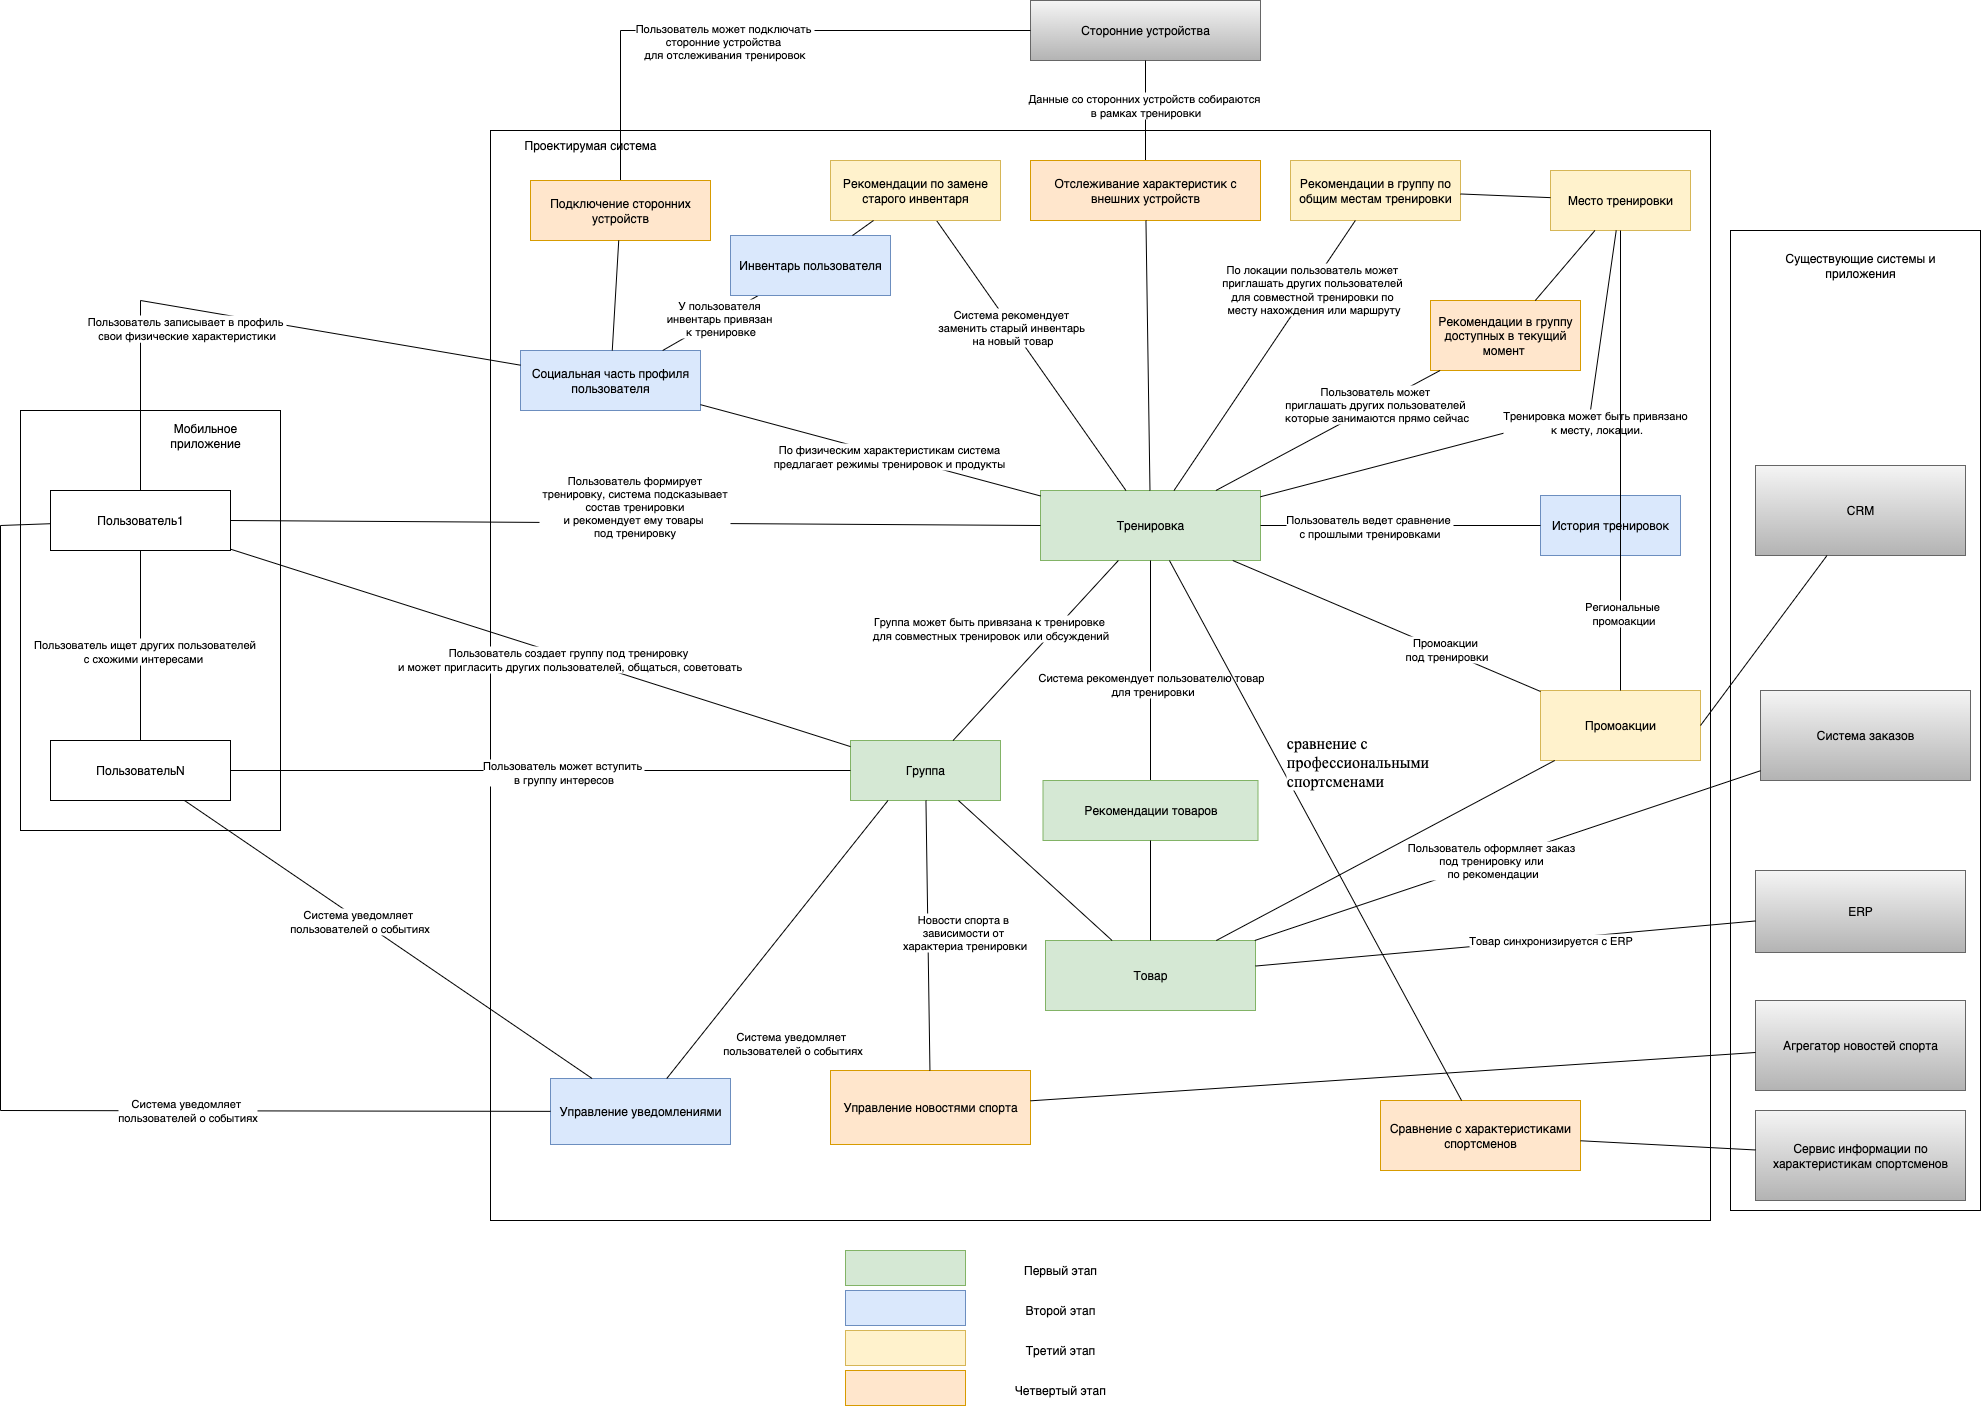 Сторонние устройства
Пользователь может подключать
сторонние устройства
для отслеживания тренировок
Данные со сторонних устройств собираются
в рамках тренировки
Проектирумая система
Подключение сторонних
устройств
Рекомендации по замене
старого инвентаря
Отслеживание характеристик с
внешних устройств
Рекомендации в группу по
общим местам тренировки
Место тренировки
Инвентарь пользователя
Существующие системы и
приложения
По локации пользователь может
приглашать других пользователей
для совместной тренировки по
месту нахождения или маршруту
У пользователя
инвентарь привязан
к тренировке
Система рекомендует
заменить старый инвентарь
на новый товар
Рекомендации в группу
доступных в текущий
момент
Пользователь записывает в профиль
свои физические характеристики
Социальная часть профиля
пользователя
Пользователь может
приглашать других пользователей
которые занимаются прямо сейчас
Тренировка может быть привязано
к месту, локации.
Мобильное
приложение
По физическим характеристикам система
предлагает режимы тренировок и продукты
Пользователь формирует
тренировку, система подсказывает
состав тренировки
и рекомендует ему товары
под тренировку
Пользователь1
Тренировка
Пользователь ведет сравнение
с прошлыми тренировками
История тренировок
CRM
Региональные
промоакции
Группа может быть привязана к тренировке
для совместных тренировок или обсуждений
Пользователь ищет других пользователей
с схожими интересами
Пользователь создает группу под тренировку
и может пригласить других пользователей, общаться, советовать
Промоакции
под тренировки
Система рекомендует пользователю товар
для тренировки
Промоакции
Система заказов
сравнение с
профессиональными
спортсменами
ПользовательN
Пользователь может вступить
в группу интересов
Группа
Рекомендации товаров
Пользователь оформляет заказ
под тренировку или
по рекомендации
Система уведомляет
пользователей о событиях
Новости спорта в
зависимости от
характериа тренировки
Товар синхронизируется с ERP
ERP
Товар
Система уведомляет
пользователей о событиях
Агрегатор новостей спорта
Система уведомляет
пользователей о событиях
Управление уведомлениями
Управление новостями спорта
Сравнение с характеристиками
спортсменов
Сервис информации по
характеристикам спортсменов
Первый этап
Второй этап
Третий этап
Четвертый этап